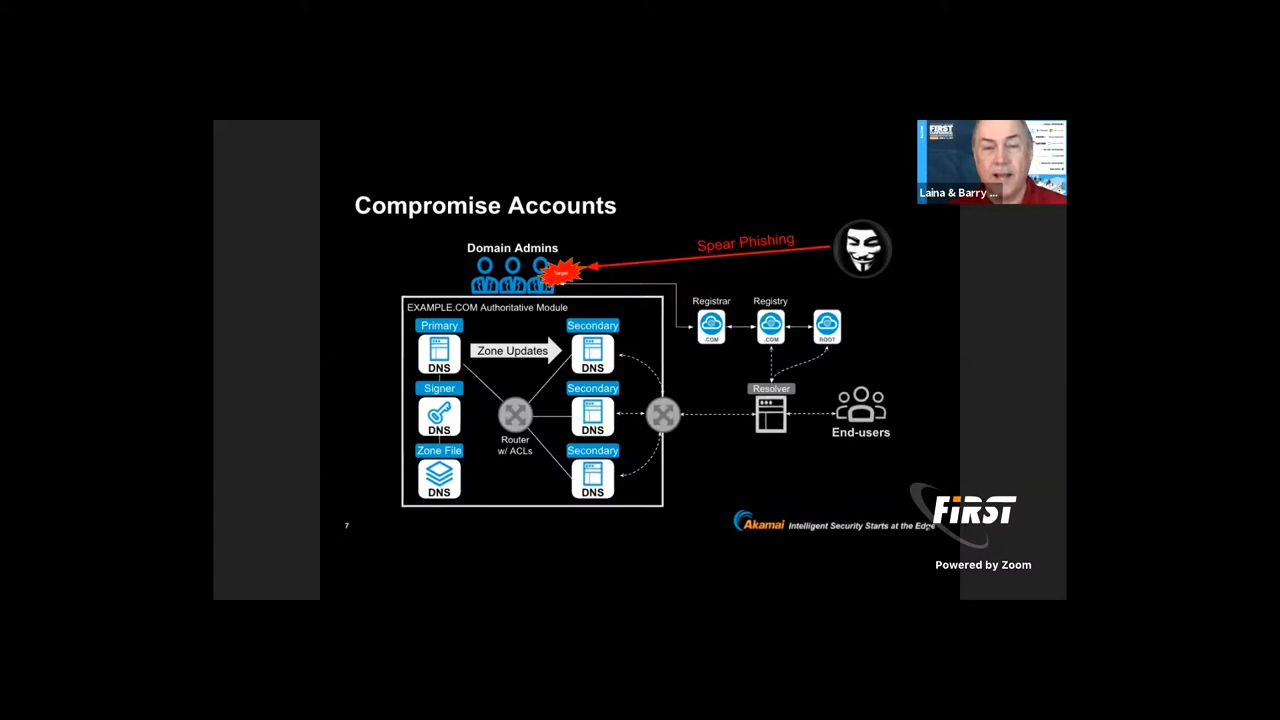 FIRST
Laina & Barry ...
Compromise Accounts
Domain Admins
Spear Phishing
Target
EXAMPLE.COM Authoritative Module
Registrar
Registry
.COM
.COM
ROOT
Primary
DNS
Zone Updates
Secondary
DNS
Signer
DNS
Router
w/ ACLs
Secondary
DNS
Resolver
End-users
Zone File
DNS
Secondary
DNS
7
Akamai Intelligent Security Starts at the Edge
FIRST
Powered by Zoom